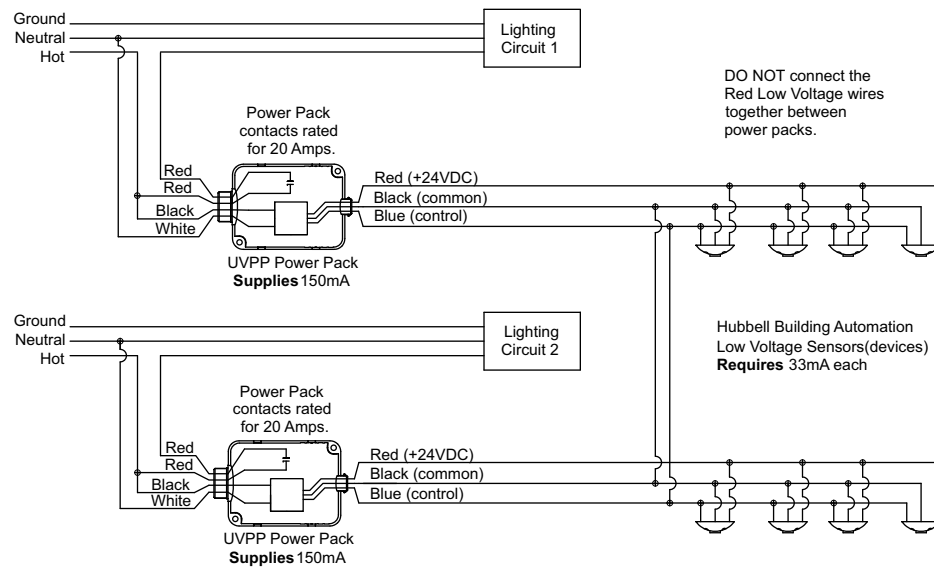 Ground
Neutral
Hot
Lighting
Circuit 1
DO NOT connect the
Red Low Voltage wires
together between
power packs.
Power Pack
contacts rated
for 20 Amps.
Red
Red
Black
White
Red (+24VDC)
Black (common)
Blue (control)
UVPP Power Pack
Supplies 150mA
Ground
Neutral
Hot
Lighting
Circuit 2
Hubbell Building Automation
Low Voltage Sensors(devices)
Requires 33mA each
Power Pack
contacts rated
for 20 Amps.
Red
Red
Black
White
Red (+24VDC)
Black (common)
Blue (control)
UVPP Power Pack
Supplies 150mA